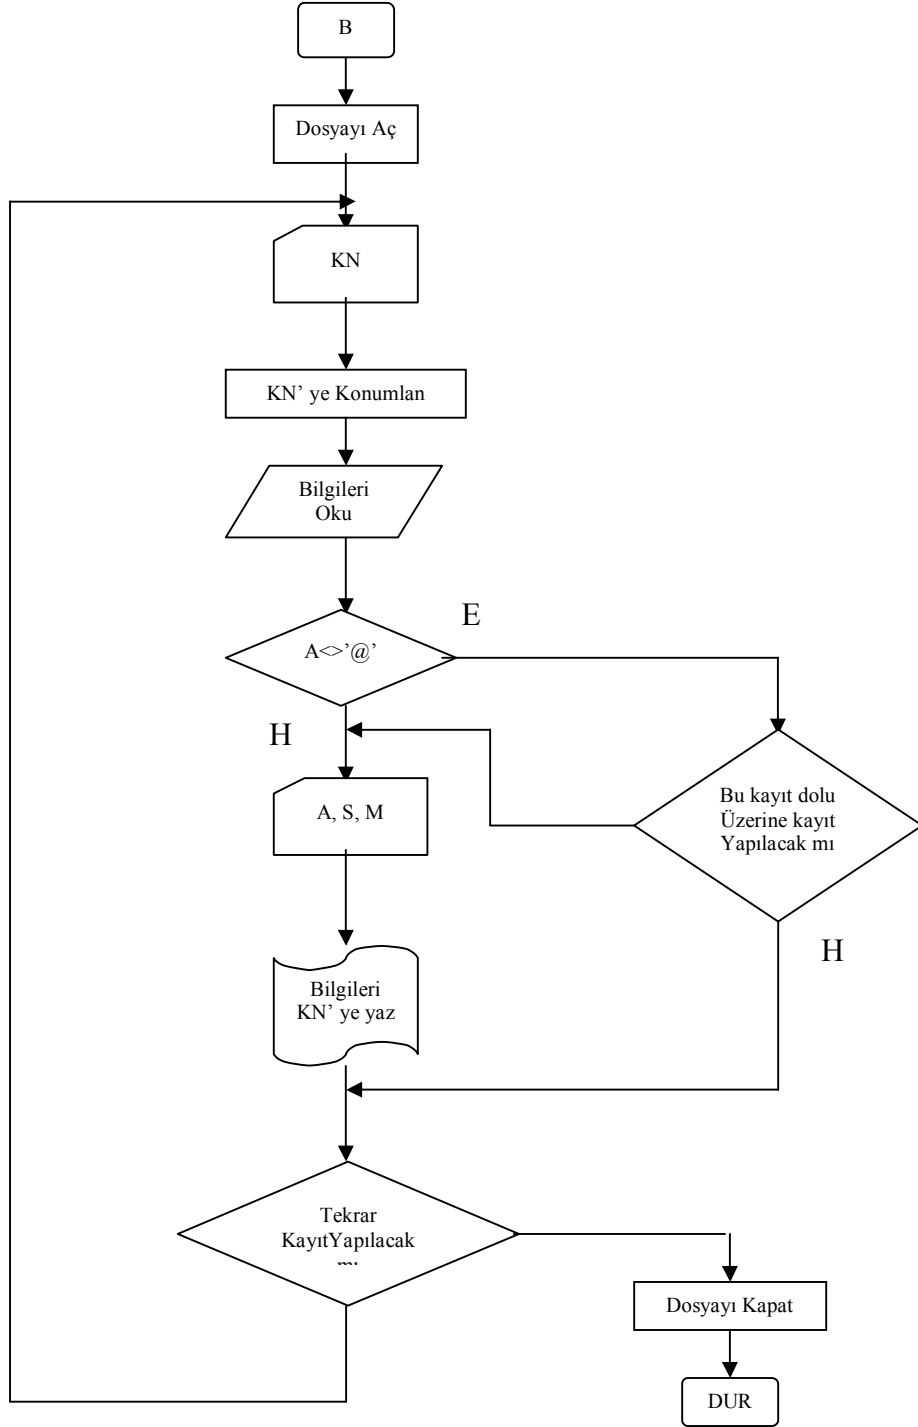 B
Dosyayı Aç
KN
KN’ ye Konumlan
Bilgileri
Oku
E
A<>’@’
H
A, S, M
Bu kayıt dolu
Üzerine kayıt
Yapılacak mı
H
Bilgileri
KN’ ye yaz
Tekrar
KayıtYapılacak
Dosyayı Kapat
DUR